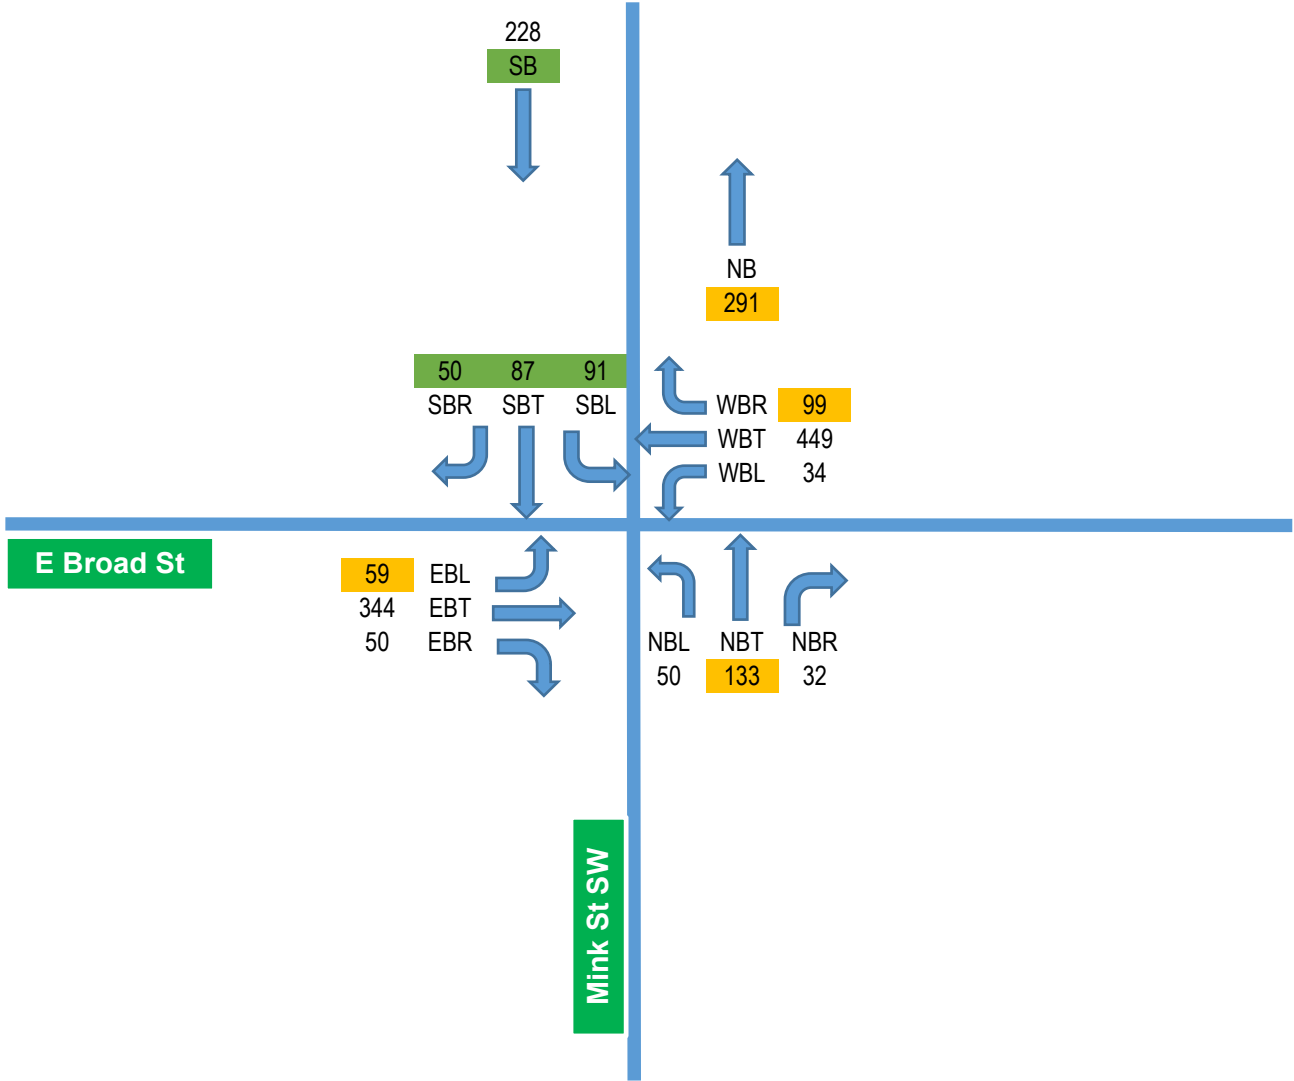 228
SB
NB
291
50 87 91
SBR SBT SBL
WBR 99
WBT 449
WBL 34
E Broad St
59 EBL
344 EBT
50 EBR
NBL NBT NBR
50 133 32
Mink St SW